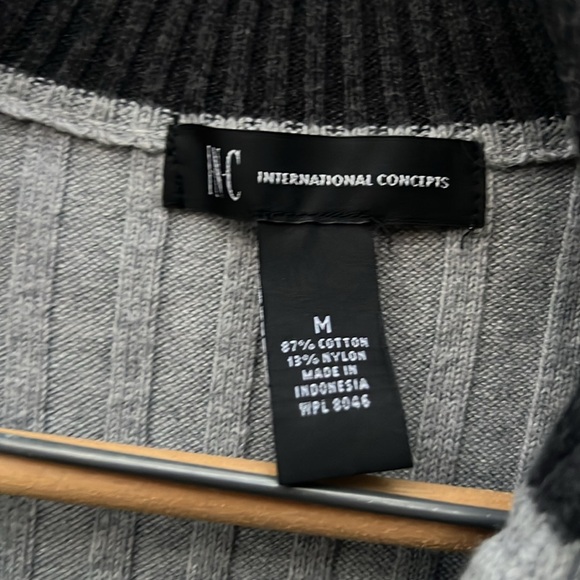 INC INTERNATIONAL CONCEPTS
M
87% COTTON
13% NYLON
MADE IN
INDONESIA
WPL 8046